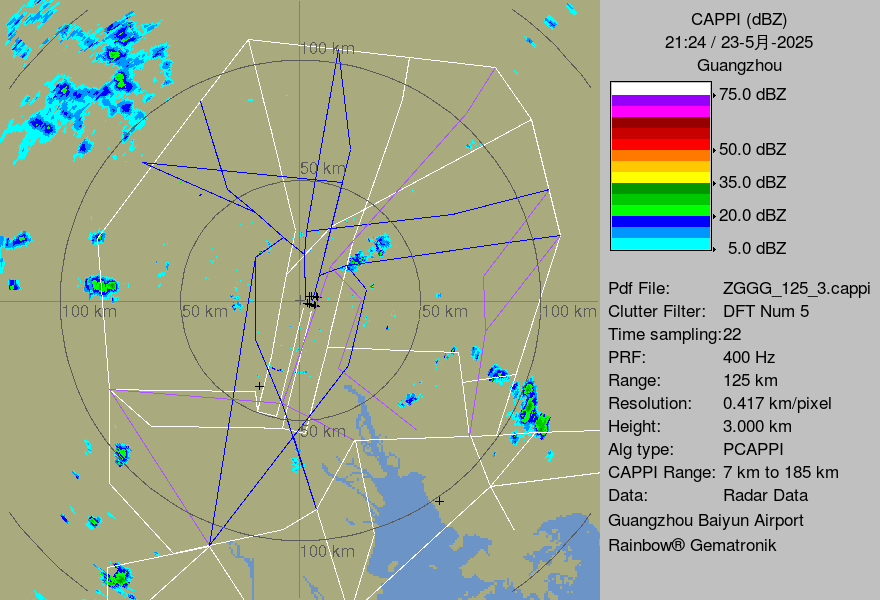 100 km
50 km
100 km
50 km
50 km
100 km
50 km
100 km
CAPPI (dBZ)
21:24 / 23-5月-2025
Guangzhou
75.0 dBZ
50.0 dBZ
35.0 dBZ
20.0 dBZ
5.0 dBZ
Pdf File: ZGGG_125_3.cappi
Clutter Filter: DFT Num 5
Time sampling:22
PRF: 400 Hz
Range: 125 km
Resolution: 0.417 km/pixel
Height: 3.000 km
Alg type: PCAPPI
CAPPI Range: 7 km to 185 km
Data: Radar Data
Guangzhou Baiyun Airport
Rainbow® Gematronik